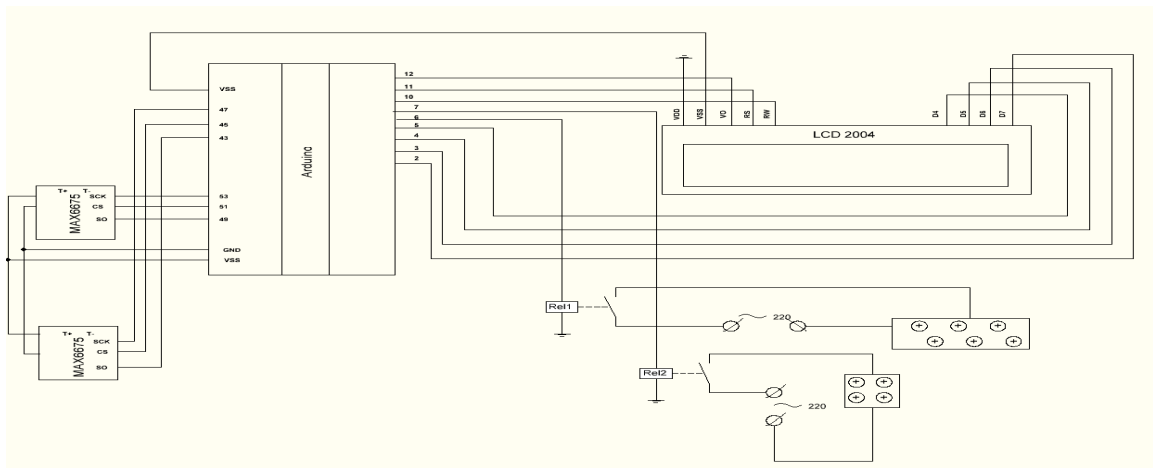 VSS
47
45
43
53
51
49
GND
VSS
Arduino
12
11
10
7
6
5
4
3
2
VDD
VSS
VO
RS
RW
D4
D5
D6
D7
LCD 2004
T+ T-
SCK
CS
SO
MAX6675
T+ T-
SCK
CS
SO
MAX6675
Rel1
220
Rel2
220